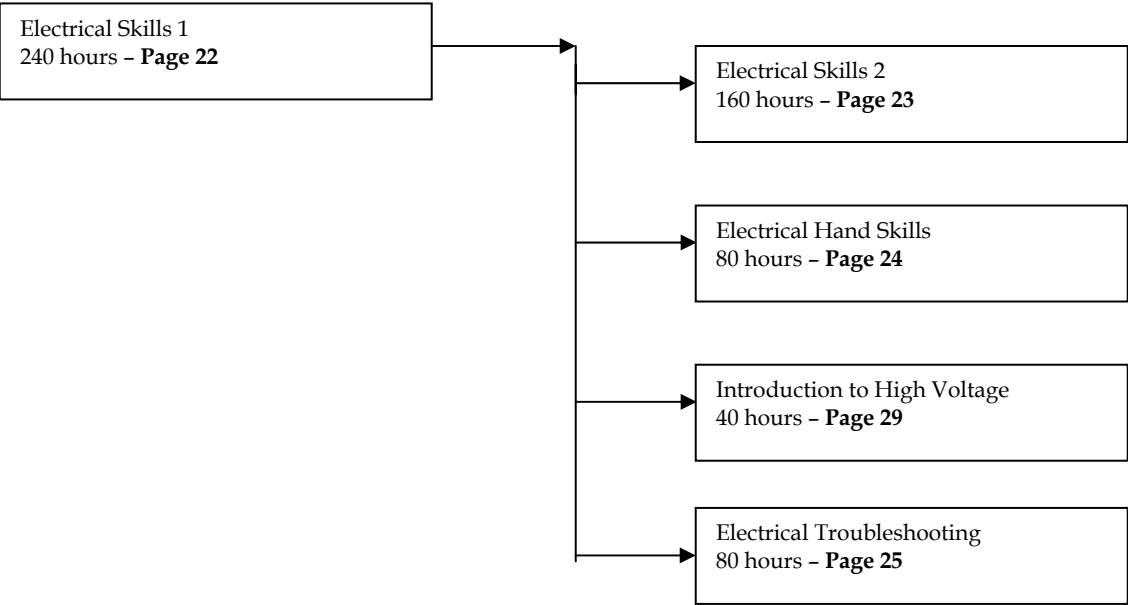 Electrical Skills 1
240 hours – Page 22
Electrical Skills 2
160 hours – Page 23
Electrical Hand Skills
80 hours – Page 24
Introduction to High Voltage
40 hours – Page 29
Electrical Troubleshooting
80 hours – Page 25